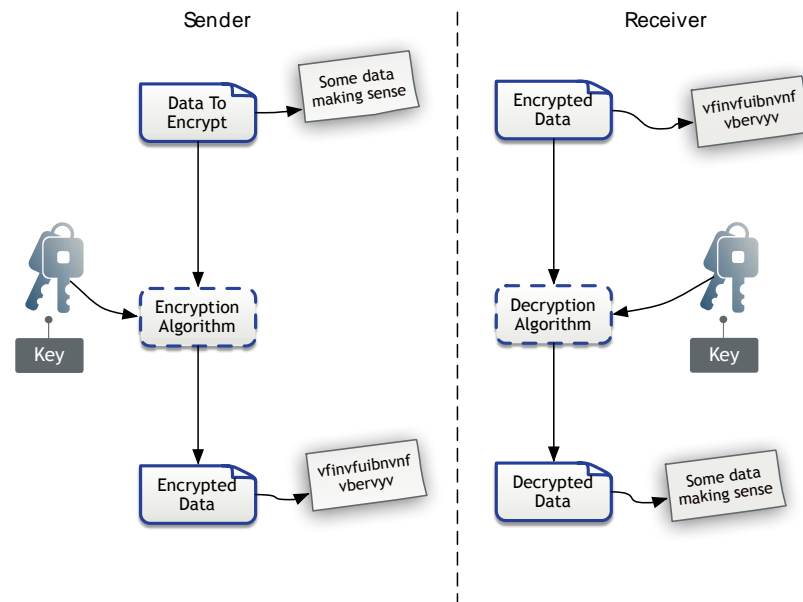 Sender
Data To
Encrypt
Some data
making sense
Key
Encryption
Algorithm
Encrypted
Data
vfinvfuibnvnf
vbervyv
Receiver
Encrypted
Data
vfinvfuibnvnf
vbervyv
Decryption
Algorithm
Key
Decrypted
Data
Some data
making sense